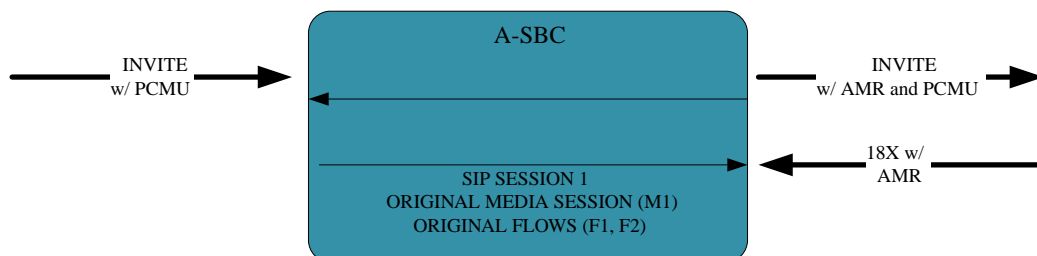 A-SBC
INVITE
w/ PCMU
INVITE
w/ AMR and PCMU
18X w/
AMR
SIP SESSION 1
ORIGINAL MEDIA SESSION (M1)
ORIGINAL FLOWS (F1, F2)